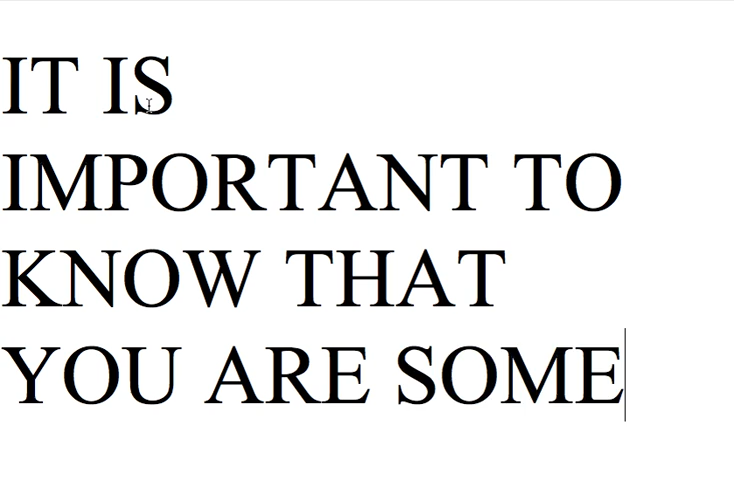 IT IS
IMPORTANT TO
KNOW THAT
YOU ARE SOME